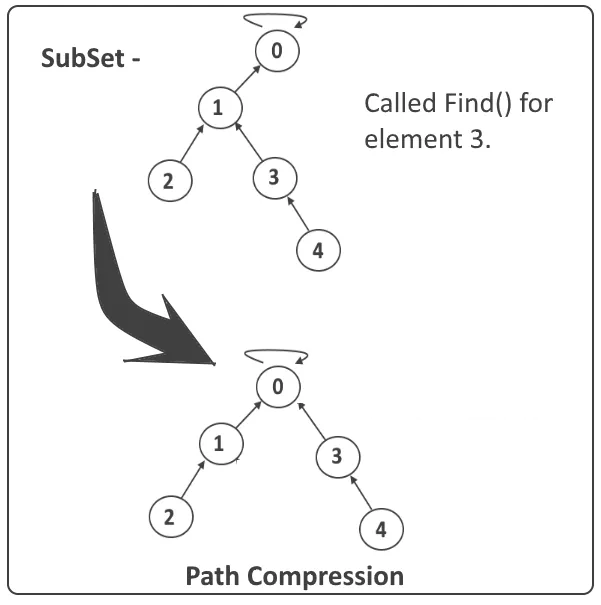 0
SubSet -
1
Called Find() for
element 3.
2
3
4
0
1
3
2
4
Path Compression